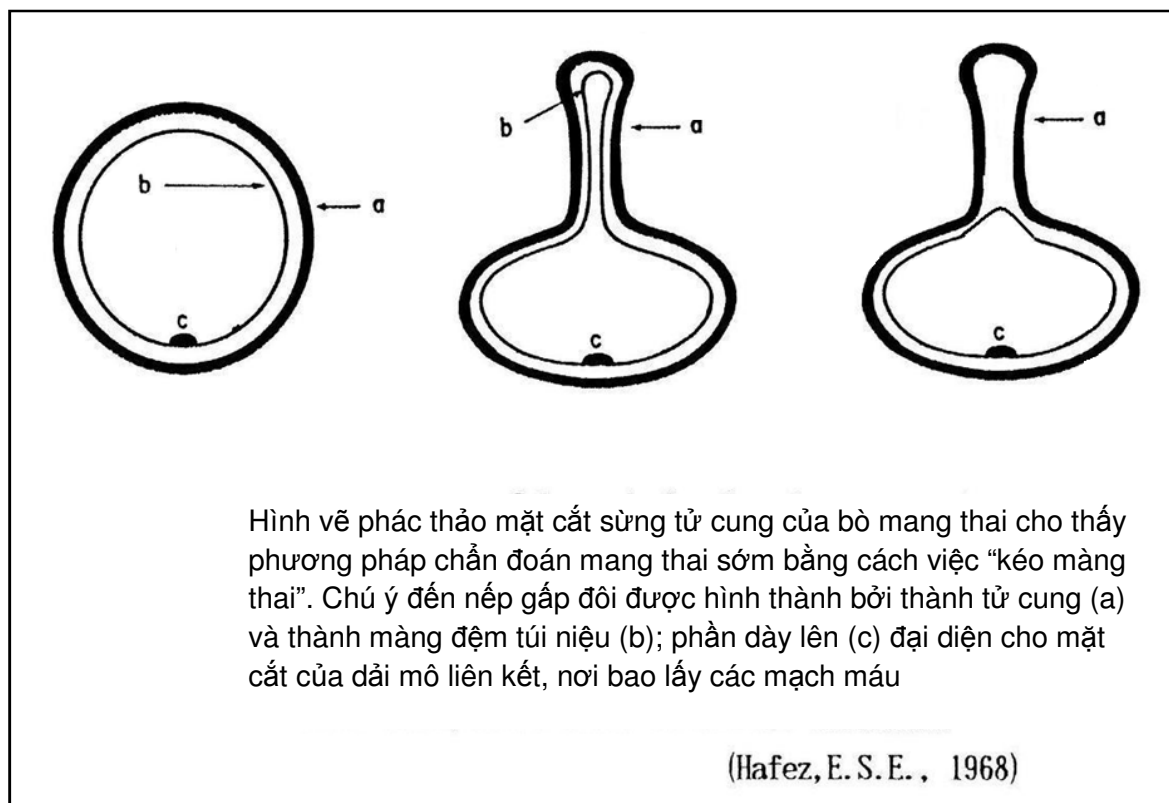 b
a
c
b
a
c
a
c
Hình vẽ phác thảo mặt cắt sừng tử cung của bò mang thai cho thấy
phương pháp chẩn đoán mang thai sớm bằng cách việc “kéo màng
thai”. Chú ý đến nếp gấp đôi được hình thành bởi thành tử cung (a)
và thành màng đệm túi niệu (b); phần dày lên (c) đại diện cho mặt
cắt của dải mô liên kết, nơi bao lấy các mạch máu
(Hafez, E. S. E., 1968)